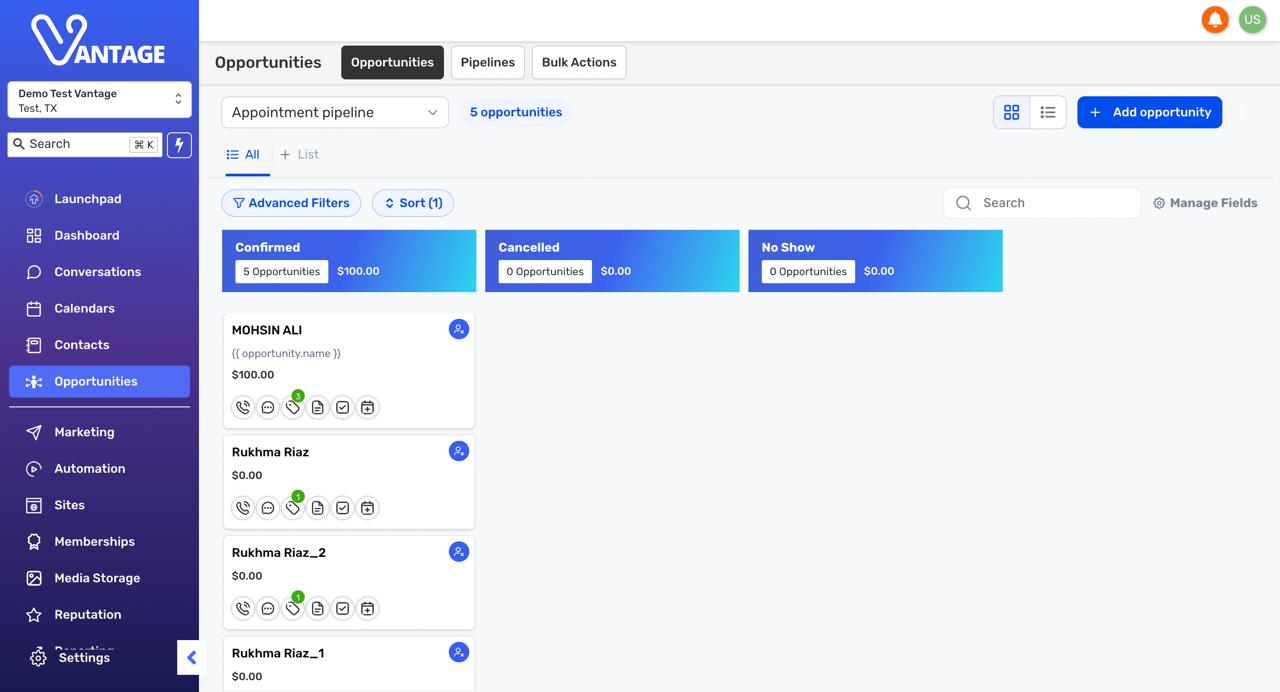 VANTAGE
Demo Test Vantage
Test, TX
Search
⌘ K
Launchpad
Dashboard
Conversations
Calendars
Contacts
Opportunities
Marketing
Automation
Sites
Memberships
Media Storage
Reputation
Reporting
Settings
US
Opportunities
Opportunities
Pipelines
Bulk Actions
Appointment pipeline
5 opportunities
+ Add opportunity
All
+ List
Advanced Filters
Sort (1)
Search
Manage Fields
Confirmed
5 Opportunities
$100.00
Cancelled
0 Opportunities
$0.00
No Show
0 Opportunities
$0.00
MOHSIN ALI
{{ opportunity.name }}
$100.00
3
Rukhma Riaz
$0.00
1
Rukhma Riaz_2
$0.00
1
Rukhma Riaz_1
$0.00